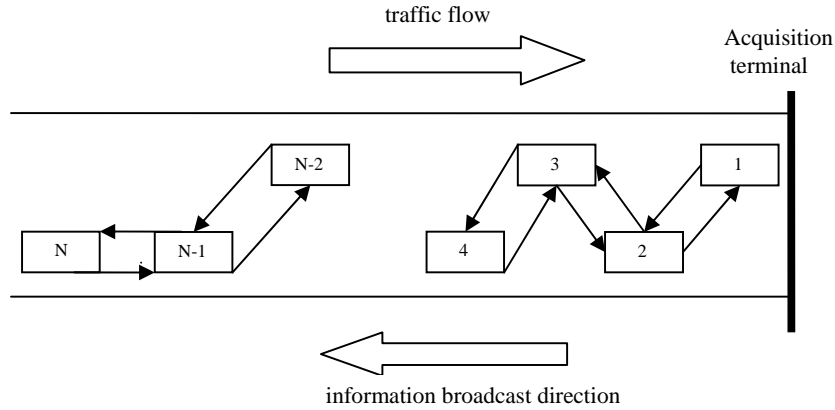 traffic flow
Acquisition
terminal
N-2
3
1
N
N-1
4
2
information broadcast direction